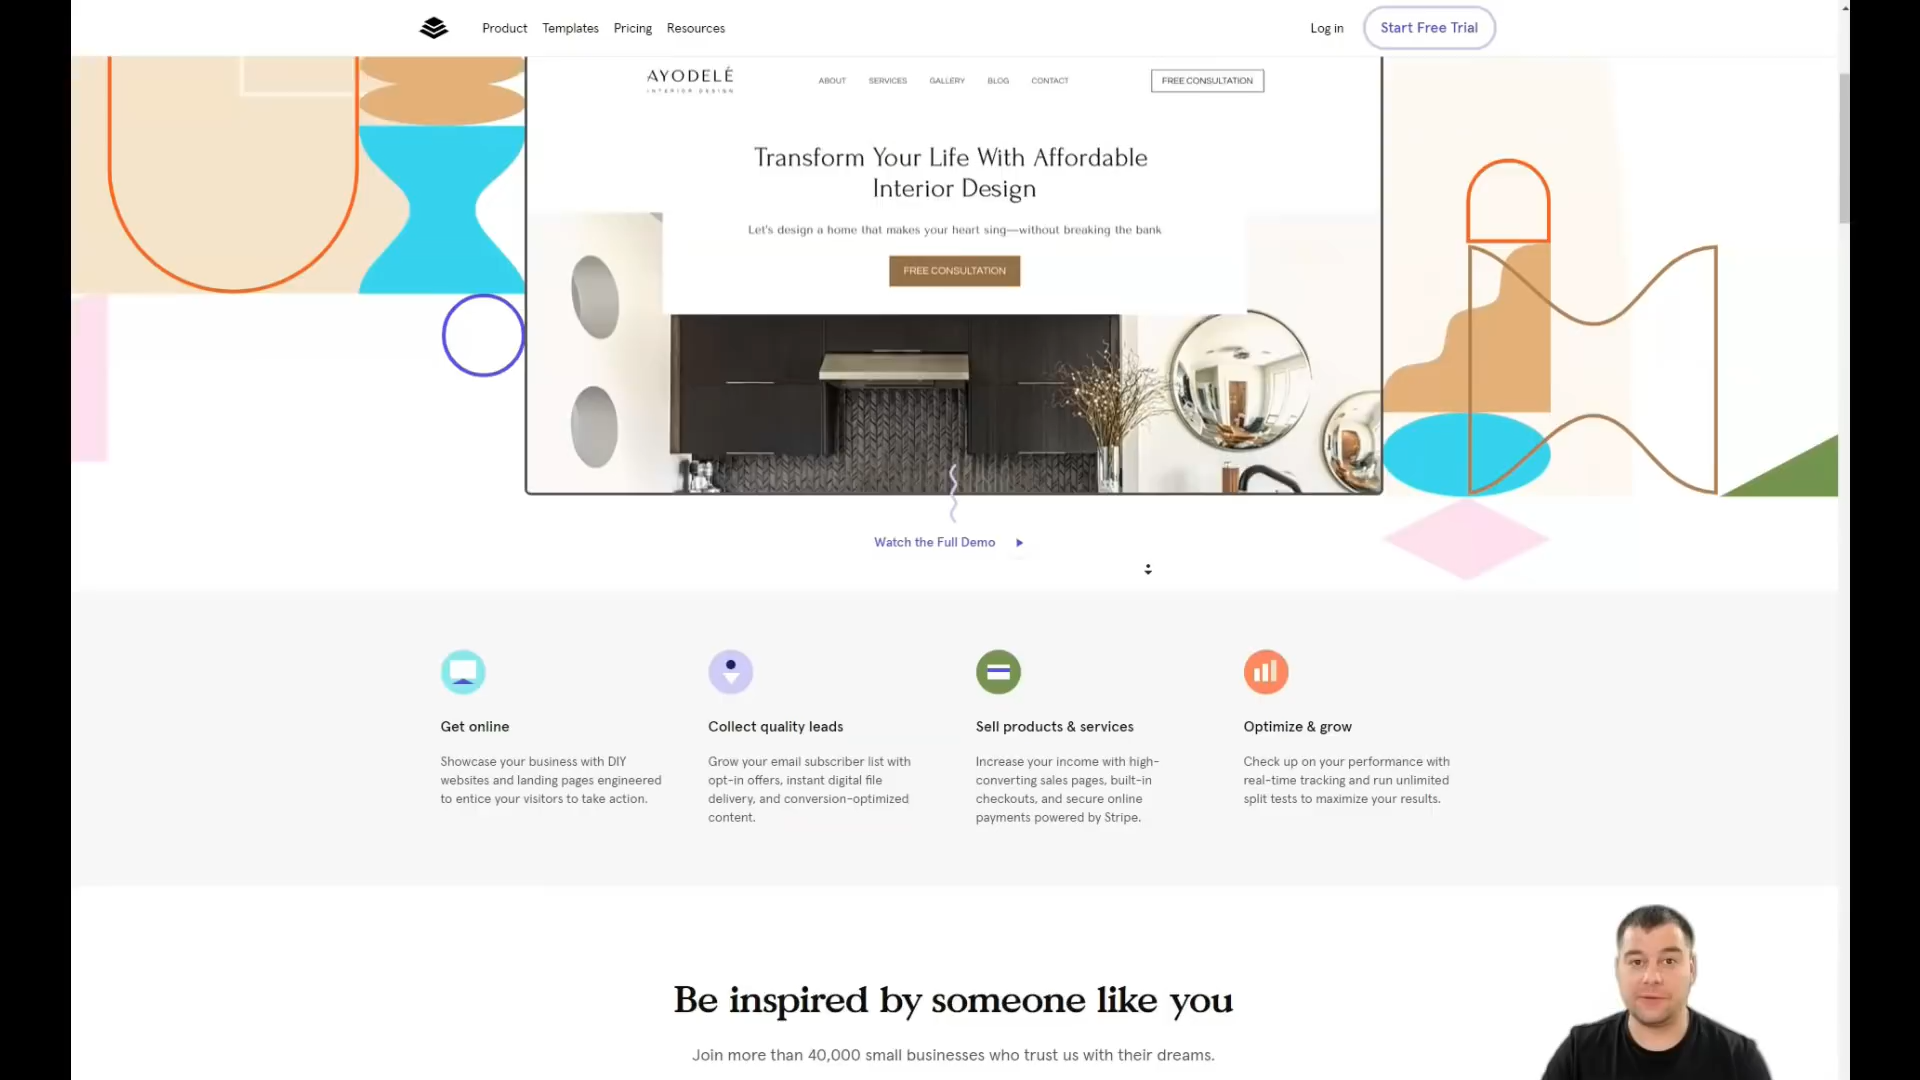 Product Templates Pricing Resources Log in Start Free Trial
AYODELÉ
INTERIOR DESIGN
ABOUT SERVICES GALLERY BLOG CONTACT FREE CONSULTATION
Transform Your Life With Affordable
Interior Design
Let's design a home that makes your heart sing—without breaking the bank
FREE CONSULTATION
Watch the Full Demo
Get online
Showcase your business with DIY
websites and landing pages engineered
to entice your visitors to take action.
Collect quality leads
Grow your email subscriber list with
opt-in offers, instant digital file
delivery, and conversion-optimized
content.
Sell products & services
Increase your income with high-
converting sales pages, built-in
checkouts, and secure online
payments powered by Stripe.
Optimize & grow
Check up on your performance with
real-time tracking and run unlimited
split tests to maximize your results.
Be inspired by someone like you
Join more than 40,000 small businesses who trust us with their dreams.